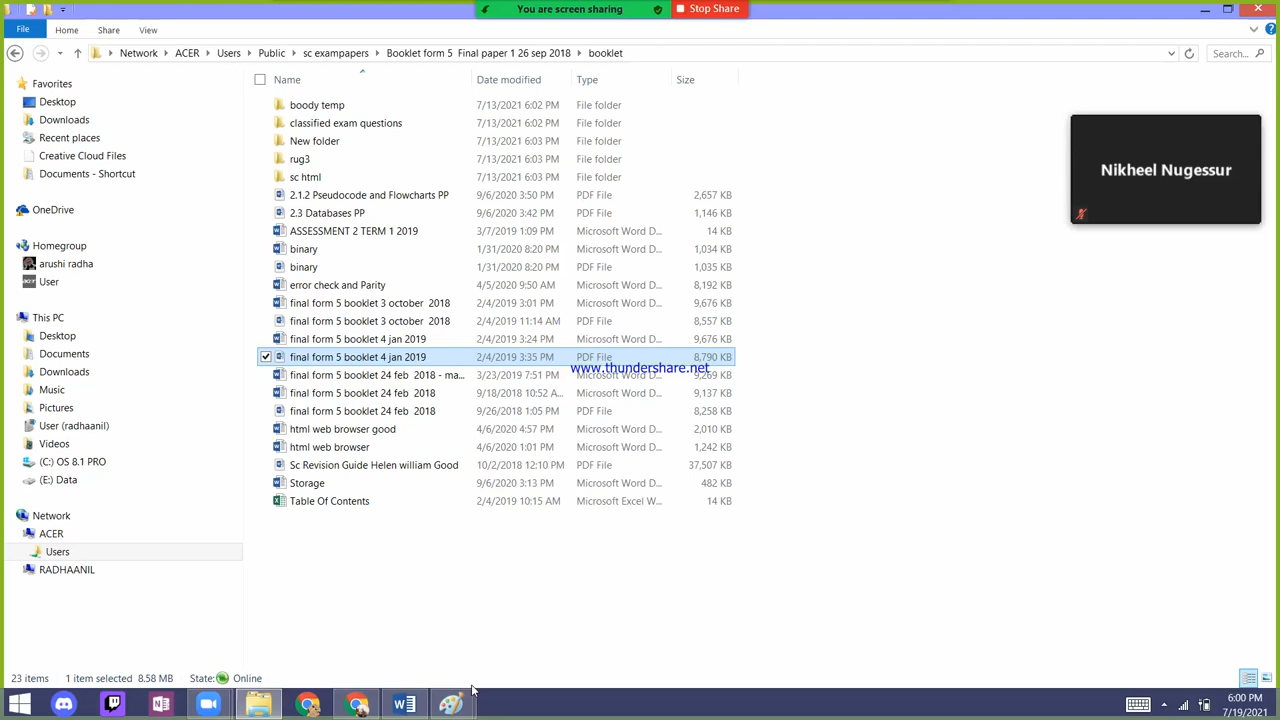 You are screen sharing
Stop Share
File
Home
Share
View
Network
ACER
Users
Public
sc exampapers
Booklet form 5  Final paper 1 26 sep 2018
booklet
Search...
Name
Date modified
Type
Size
Favorites
Desktop
Downloads
Recent places
Creative Cloud Files
Documents - Shortcut
OneDrive
Homegroup
arushi radha
User
This PC
Desktop
Documents
Downloads
Music
Pictures
User (radhaanil)
Videos
(C:) OS 8.1 PRO
(E:) Data
Network
ACER
Users
RADHAANIL
boody temp 7/13/2021 6:02 PM File folder
classified exam questions 7/13/2021 6:02 PM File folder
New folder 7/13/2021 6:03 PM File folder
rug3 7/13/2021 6:03 PM File folder
sc html 7/13/2021 6:03 PM File folder
2.1.2 Pseudocode and Flowcharts PP 9/6/2020 3:50 PM PDF File 2,657 KB
2.3 Databases PP 9/6/2020 3:42 PM PDF File 1,146 KB
ASSESSMENT 2 TERM 1 2019 3/7/2019 1:09 PM Microsoft Word D... 14 KB
binary 1/31/2020 8:20 PM Microsoft Word D... 1,034 KB
binary 1/31/2020 8:20 PM PDF File 1,035 KB
error check and Parity 4/5/2020 9:50 AM Microsoft Word D... 8,192 KB
final form 5 booklet 3 october  2018 2/4/2019 3:01 PM Microsoft Word D... 9,676 KB
final form 5 booklet 3 october  2018 2/4/2019 11:14 AM PDF File 8,557 KB
final form 5 booklet 4 jan 2019 2/4/2019 3:24 PM Microsoft Word D... 9,676 KB
final form 5 booklet 4 jan 2019 2/4/2019 3:35 PM PDF File 8,790 KB
final form 5 booklet 24 feb  2018 - ma... 3/23/2019 7:51 PM Microsoft Word D... 9,269 KB
final form 5 booklet 24 feb  2018 9/18/2018 10:52 A... Microsoft Word D... 9,137 KB
final form 5 booklet 24 feb  2018 9/26/2018 1:05 PM PDF File 8,258 KB
html web browser good 4/6/2020 4:57 PM Microsoft Word D... 2,010 KB
html web browser 4/6/2020 1:01 PM Microsoft Word D... 1,242 KB
Sc Revision Guide Helen william Good 10/2/2018 12:10 PM PDF File 37,507 KB
Storage 9/6/2020 3:13 PM Microsoft Word D... 482 KB
Table Of Contents 2/4/2019 10:15 AM Microsoft Excel W... 14 KB
www.thundershare.net
Nikheel Nugessur
23 items
1 item selected  8.58 MB
State:
Online
6:00 PM
7/19/2021